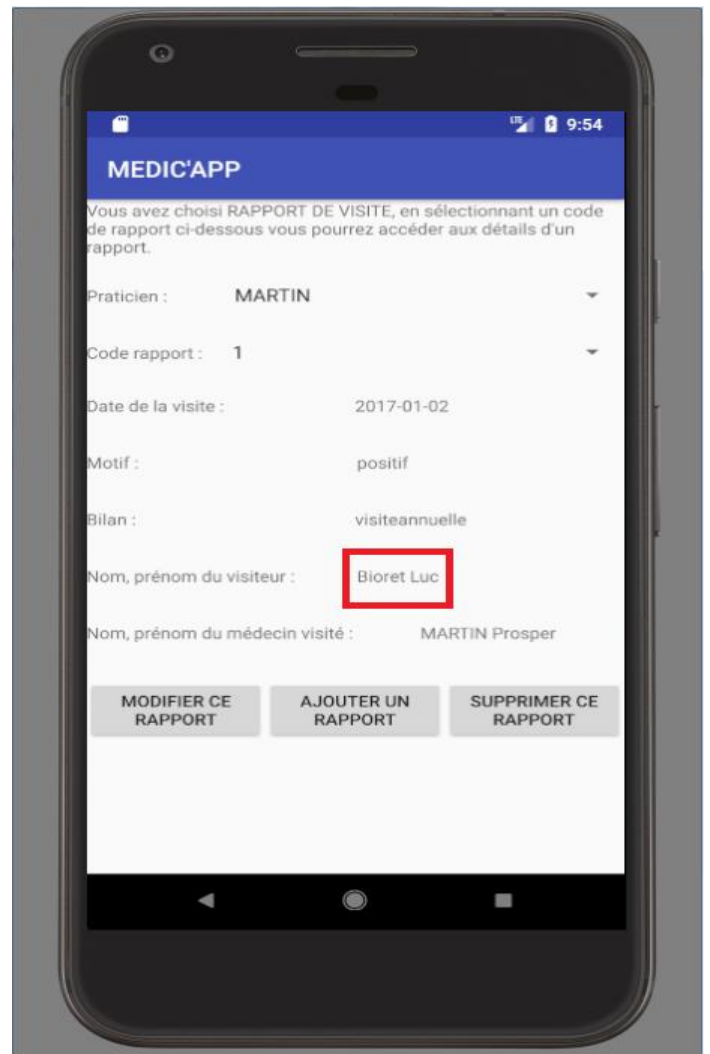 LTE 9:54
MEDIC'APP
Vous avez choisi RAPPORT DE VISITE, en sélectionnant un code
de rapport ci-dessous vous pourrez accéder aux détails d'un
rapport.
Praticien : MARTIN
Code rapport : 1
Date de la visite : 2017-01-02
Motif : positif
Bilan : visiteannuelle
Nom, prénom du visiteur : Bioret Luc
Nom, prénom du médecin visité : MARTIN Prosper
MODIFIER CE RAPPORT
AJOUTER UN RAPPORT
SUPPRIMER CE RAPPORT